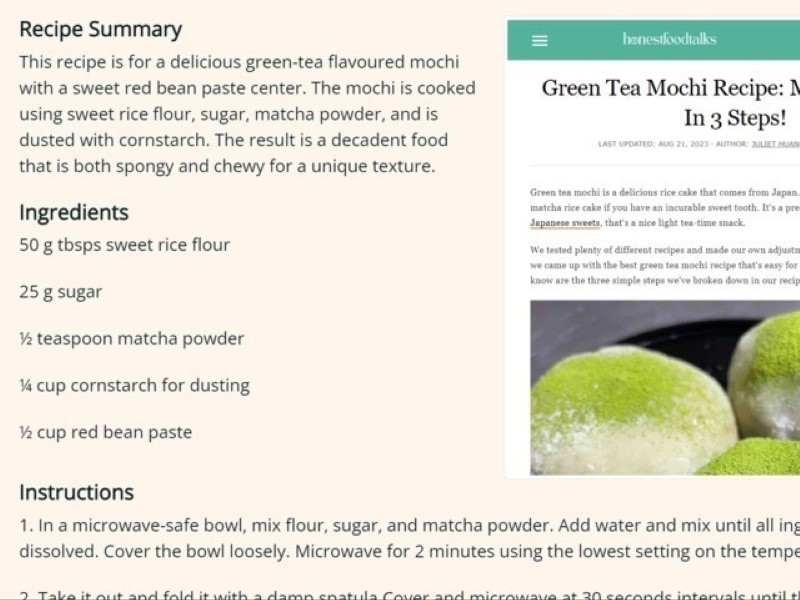 Recipe Summary
This recipe is for a delicious green-tea flavoured mochi
with a sweet red bean paste center. The mochi is cooked
using sweet rice flour, sugar, matcha powder, and is
dusted with cornstarch. The result is a decadent food
that is both spongy and chewy for a unique texture.
Ingredients
50 g tbsps sweet rice flour
25 g sugar
½ teaspoon matcha powder
¼ cup cornstarch for dusting
½ cup red bean paste
honestfoodtalks
Green Tea Mochi Recipe: M
In 3 Steps!
LAST UPDATED: AUG 21, 2023 · AUTHOR: JULIET HUAN
Green tea mochi is a delicious rice cake that comes from Japan.
matcha rice cake if you have an incurable sweet tooth. It's a pre
Japanese sweets, that's a nice light tea-time snack.
We tested plenty of different recipes and made our own adjustm
we came up with the best green tea mochi recipe that's easy for
know are the three simple steps we've broken down in our recip
Instructions
1. In a microwave-safe bowl, mix flour, sugar, and matcha powder. Add water and mix until all ing
dissolved. Cover the bowl loosely. Microwave for 2 minutes using the lowest setting on the tempe
2. Take it out and fold it with a damp spatula Cover and microwave at 30 seconds intervals until th